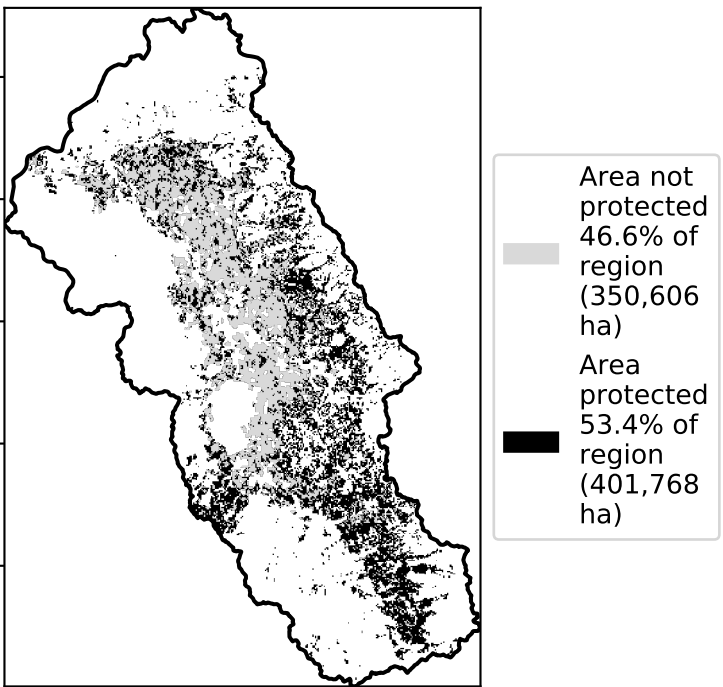 Area not
protected
46.6% of
region
(350,606
ha)
Area
protected
53.4% of
region
(401,768
ha)